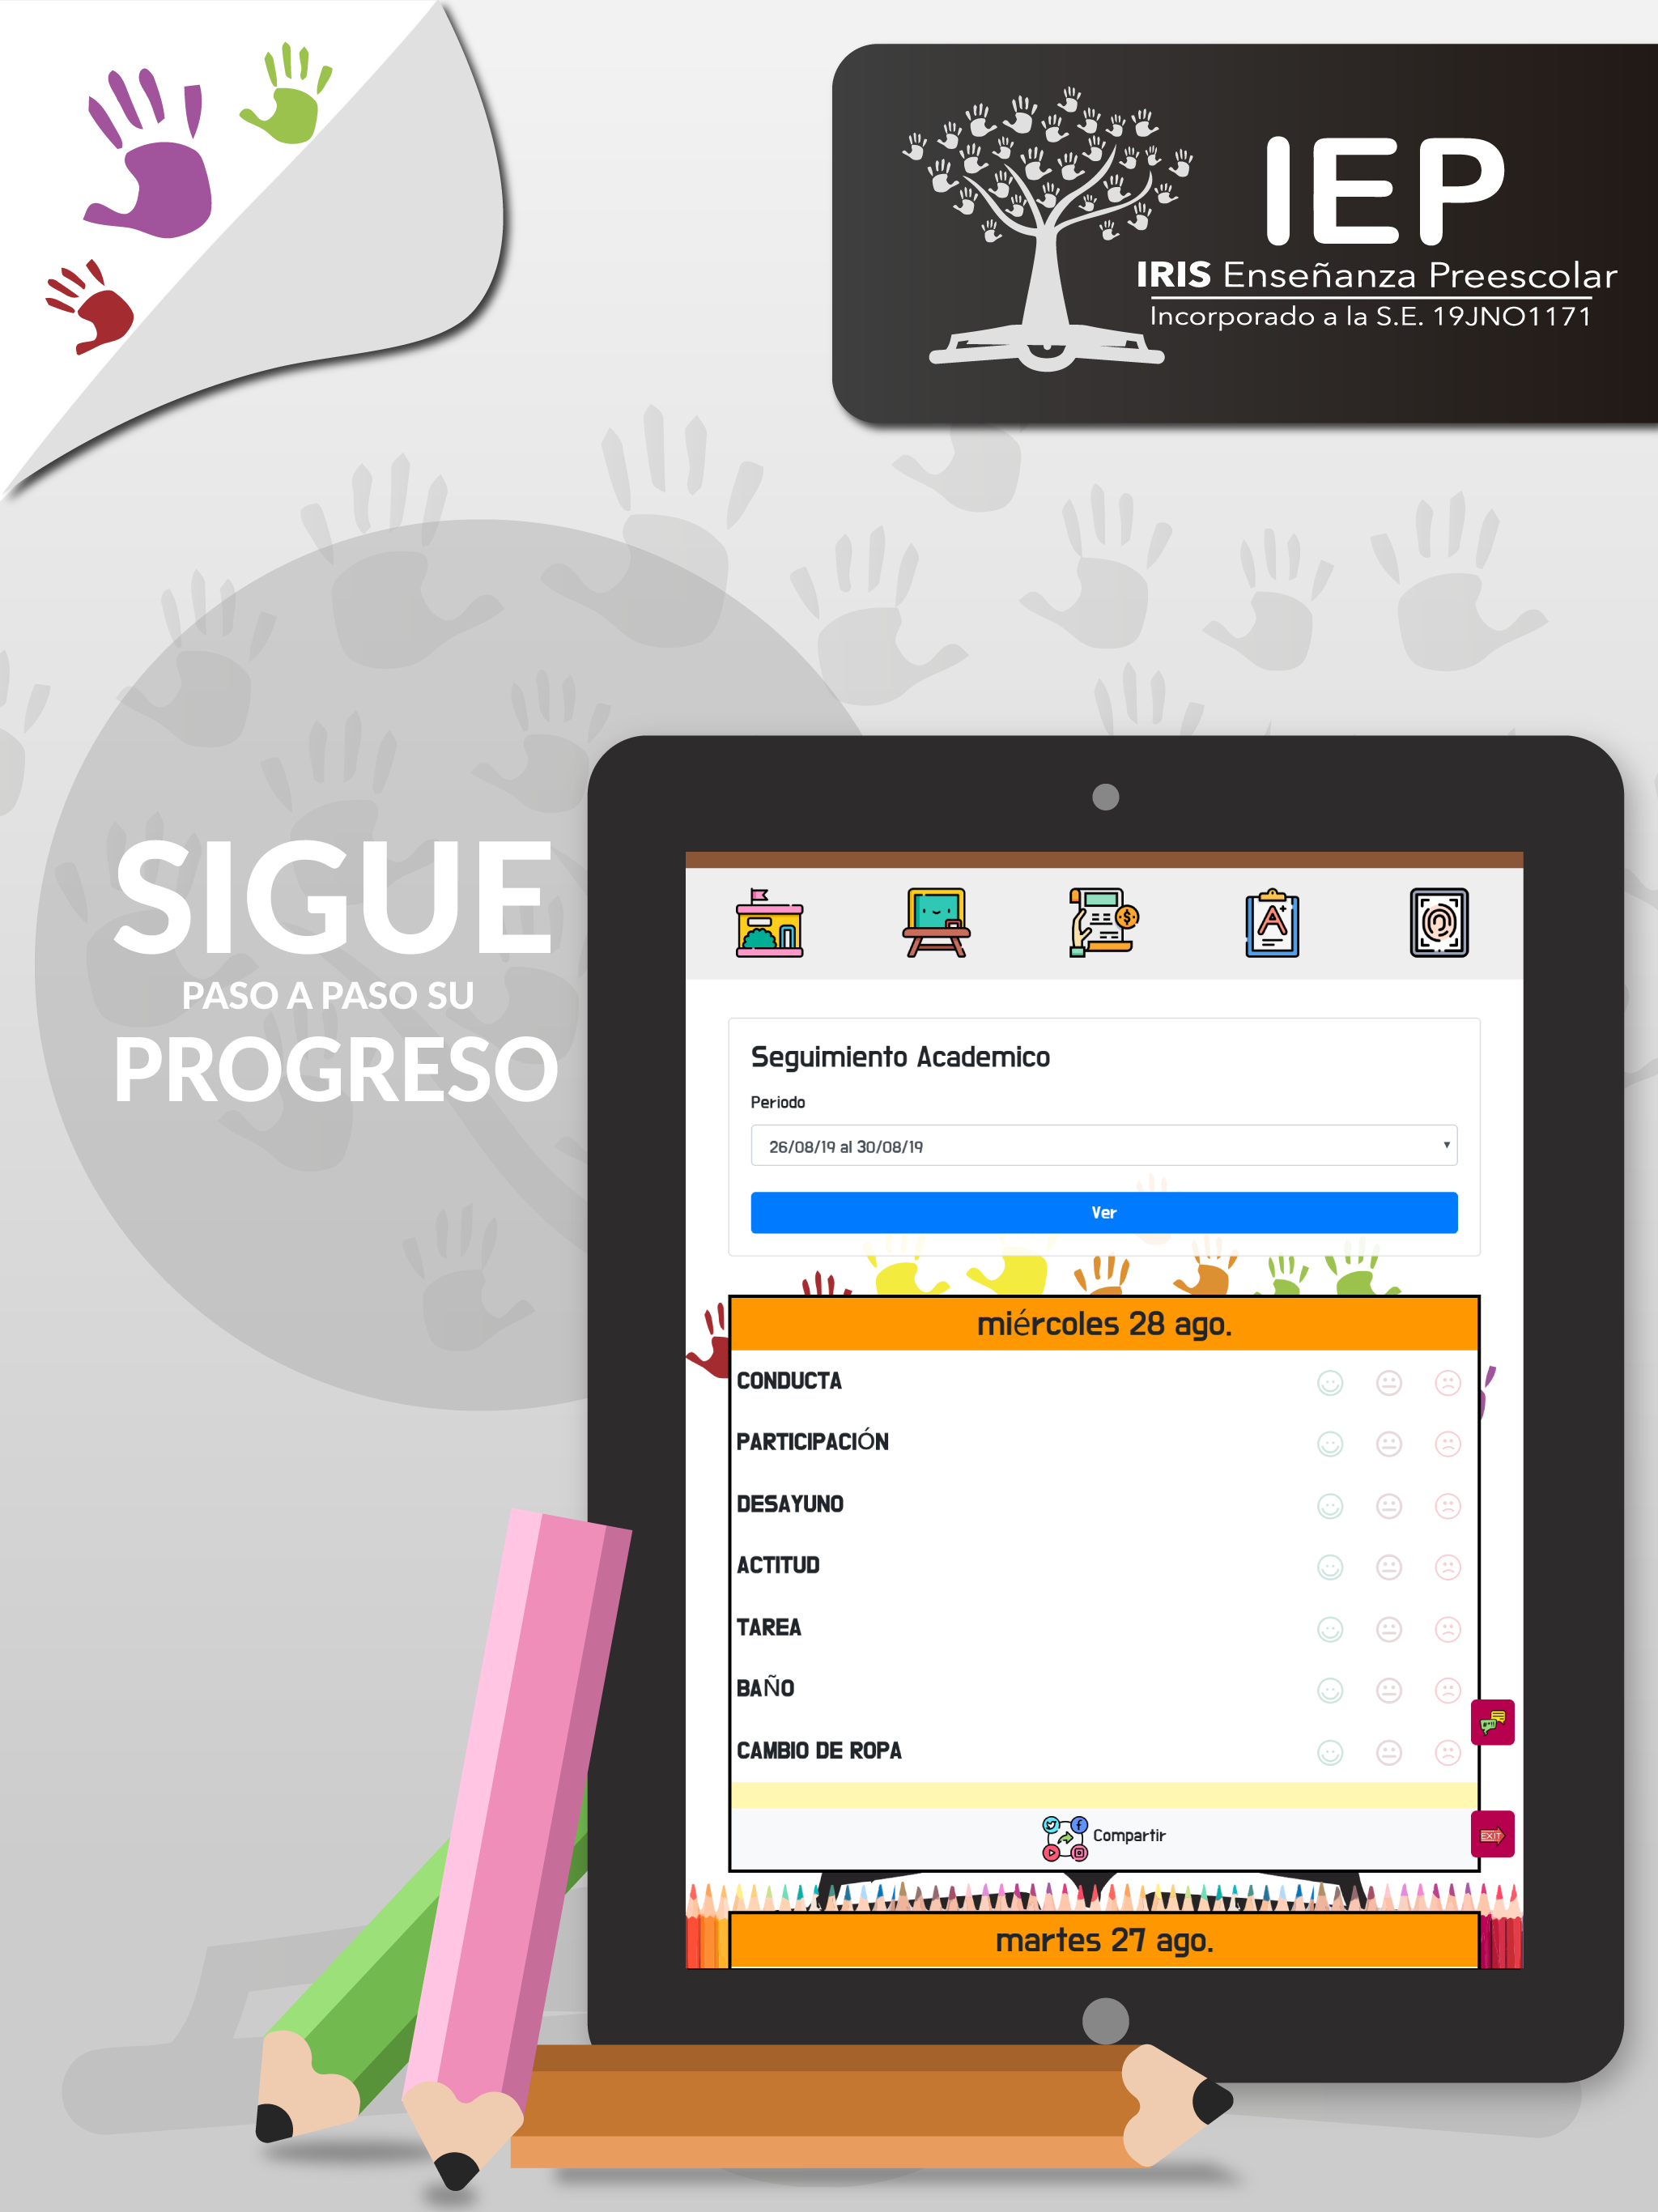 IEP
IRIS Enseñanza Preescolar
Incorporado a la S.E. 19JNO1171
SIGUE
PASO A PASO SU
PROGRESO
A+
$
Seguimiento Academico
Periodo
26/08/19 al 30/08/19
Ver
miércoles 28 ago.
CONDUCTA
PARTICIPACIÓN
DESAYUNO
ACTITUD
TAREA
BAÑO
CAMBIO DE ROPA
Compartir
EXIT
martes 27 ago.